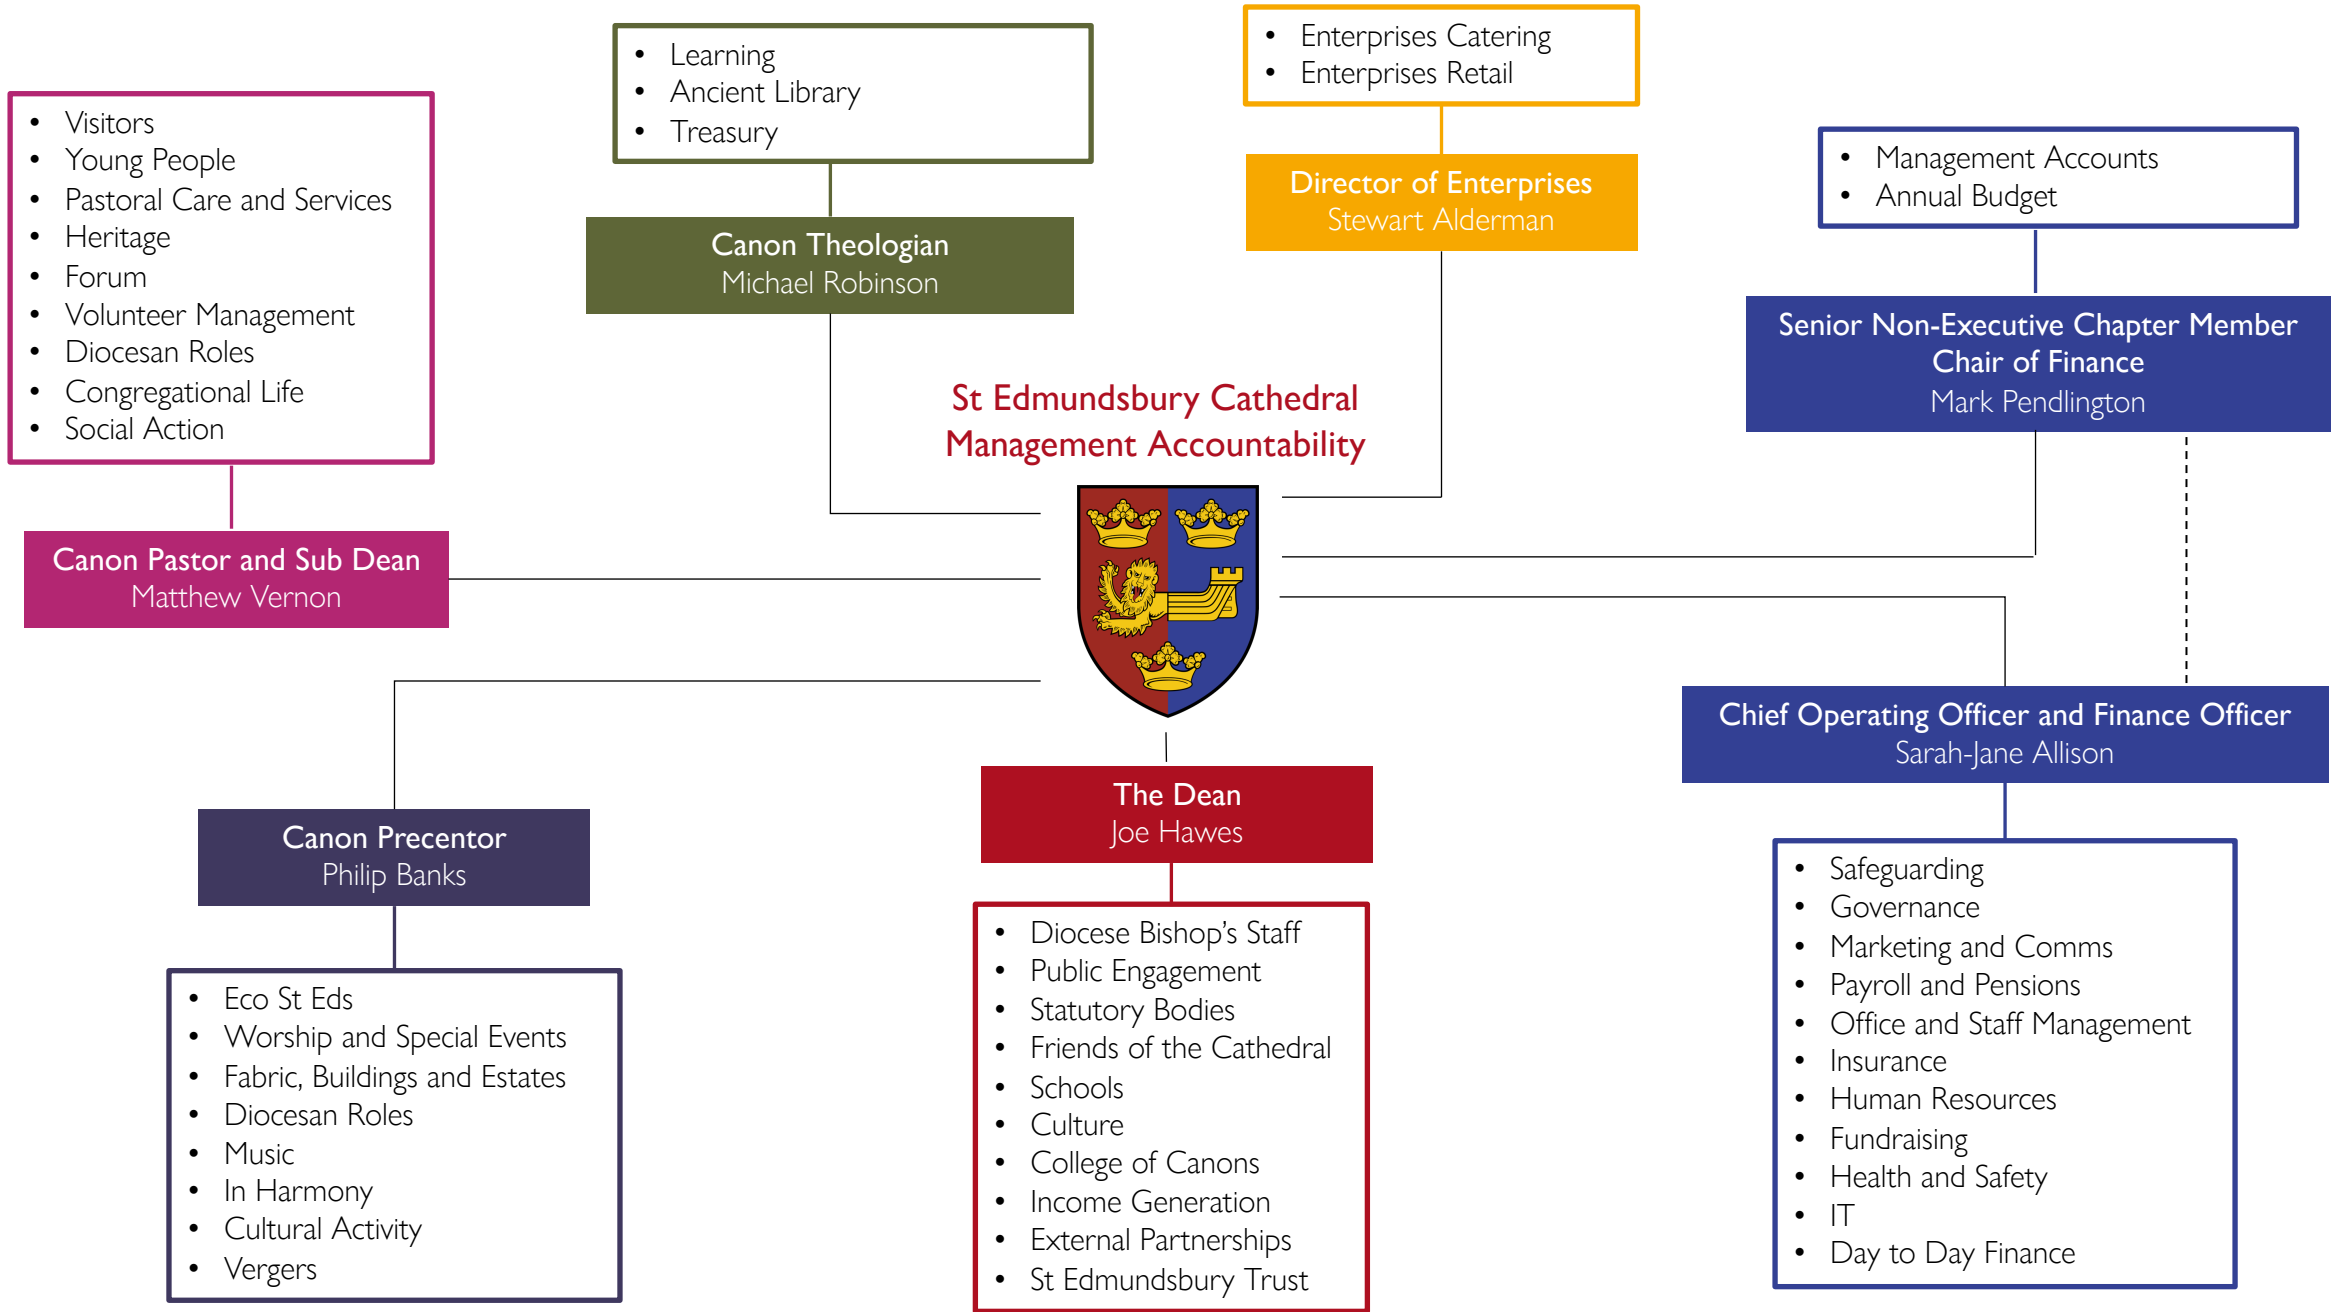 • Learning
• Ancient Library
• Treasury
Canon Theologian
Michael Robinson
• Enterprises Catering
• Enterprises Retail
Director of Enterprises
Stewart Alderman
• Visitors
• Young People
• Pastoral Care and Services
• Heritage
• Forum
• Volunteer Management
• Diocesan Roles
• Congregational Life
• Social Action
Canon Pastor and Sub Dean
Matthew Vernon
• Management Accounts
• Annual Budget
Senior Non-Executive Chapter Member
Chair of Finance
Mark Pendlington
St Edmundsbury Cathedral
Management Accountability
Canon Precentor
Philip Banks
• Eco St Eds
• Worship and Special Events
• Fabric, Buildings and Estates
• Diocesan Roles
• Music
• In Harmony
• Cultural Activity
• Vergers
The Dean
Joe Hawes
• Diocese Bishop’s Staff
• Public Engagement
• Statutory Bodies
• Friends of the Cathedral
• Schools
• Culture
• College of Canons
• Income Generation
• External Partnerships
• St Edmundsbury Trust
Chief Operating Officer and Finance Officer
Sarah-Jane Allison
• Safeguarding
• Governance
• Marketing and Comms
• Payroll and Pensions
• Office and Staff Management
• Insurance
• Human Resources
• Fundraising
• Health and Safety
• IT
• Day to Day Finance